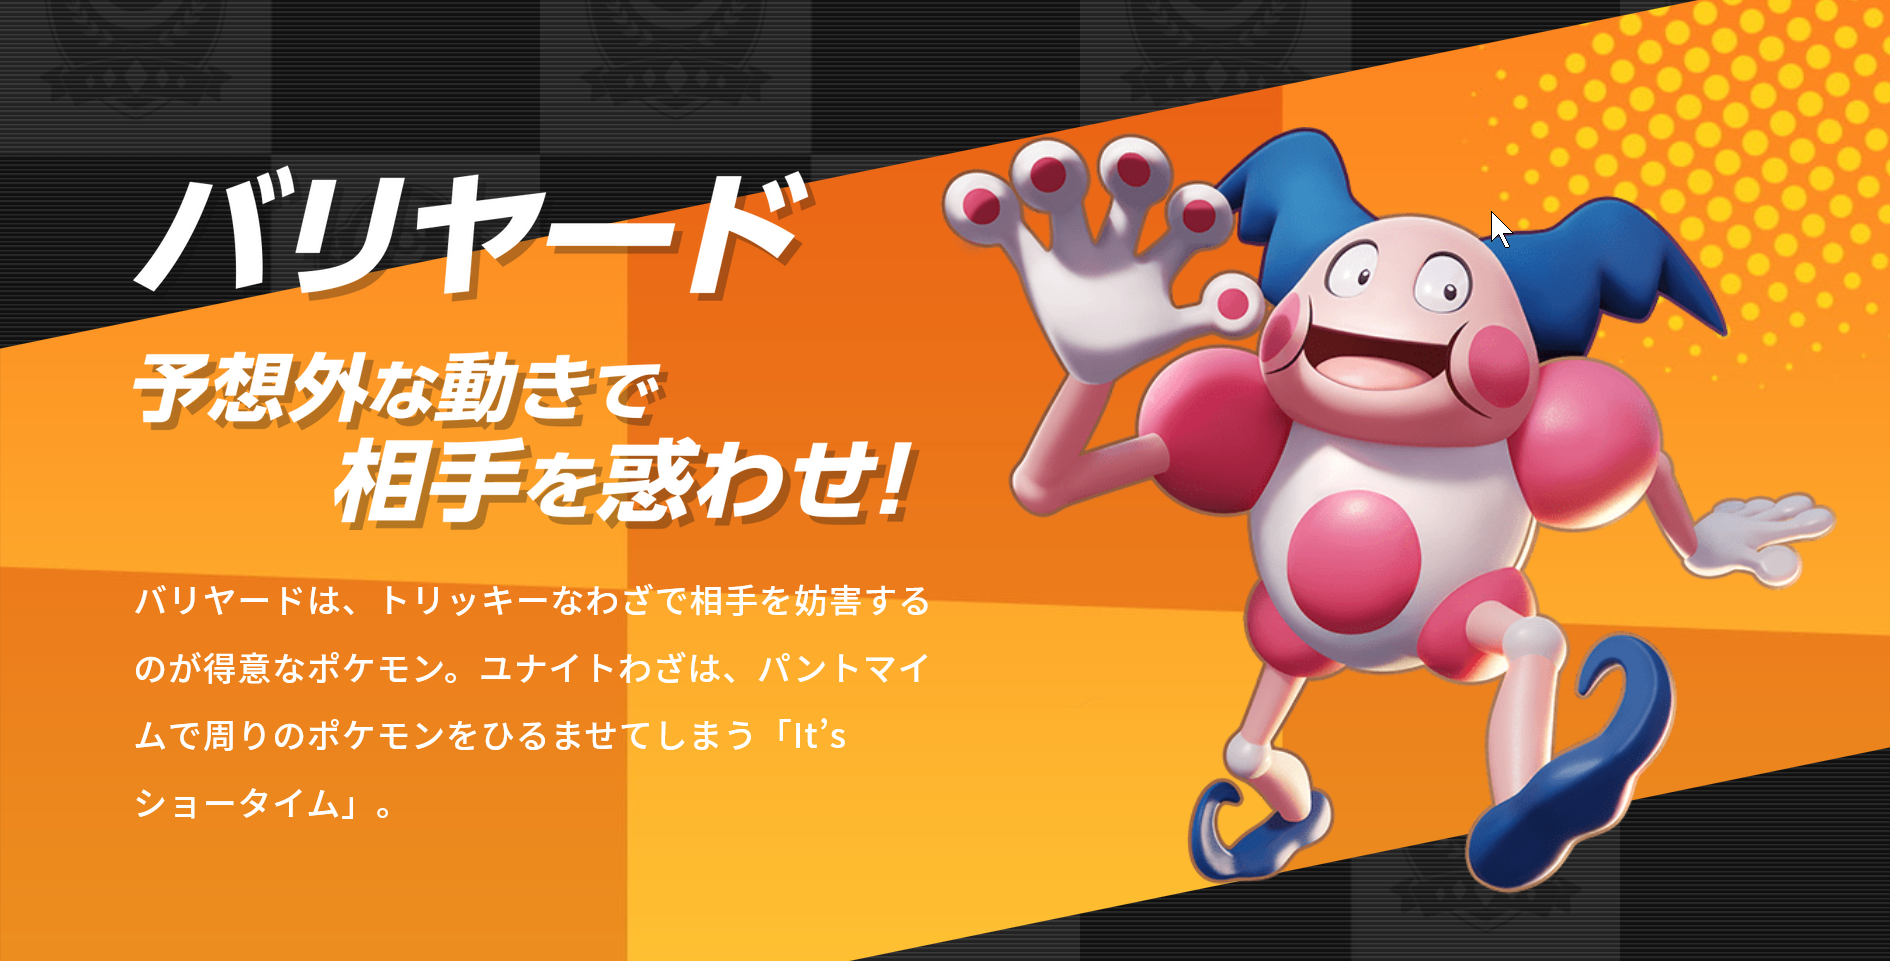 バリヤード
予想外な動きで
相手を惑わせ!
バリヤードは、トリッキーなわざで相手を妨害する
のが得意なポケモン。ユナイトわざは、パントマイ
ムで周りのポケモンをひるませてしまう「It’s
ショータイム」。